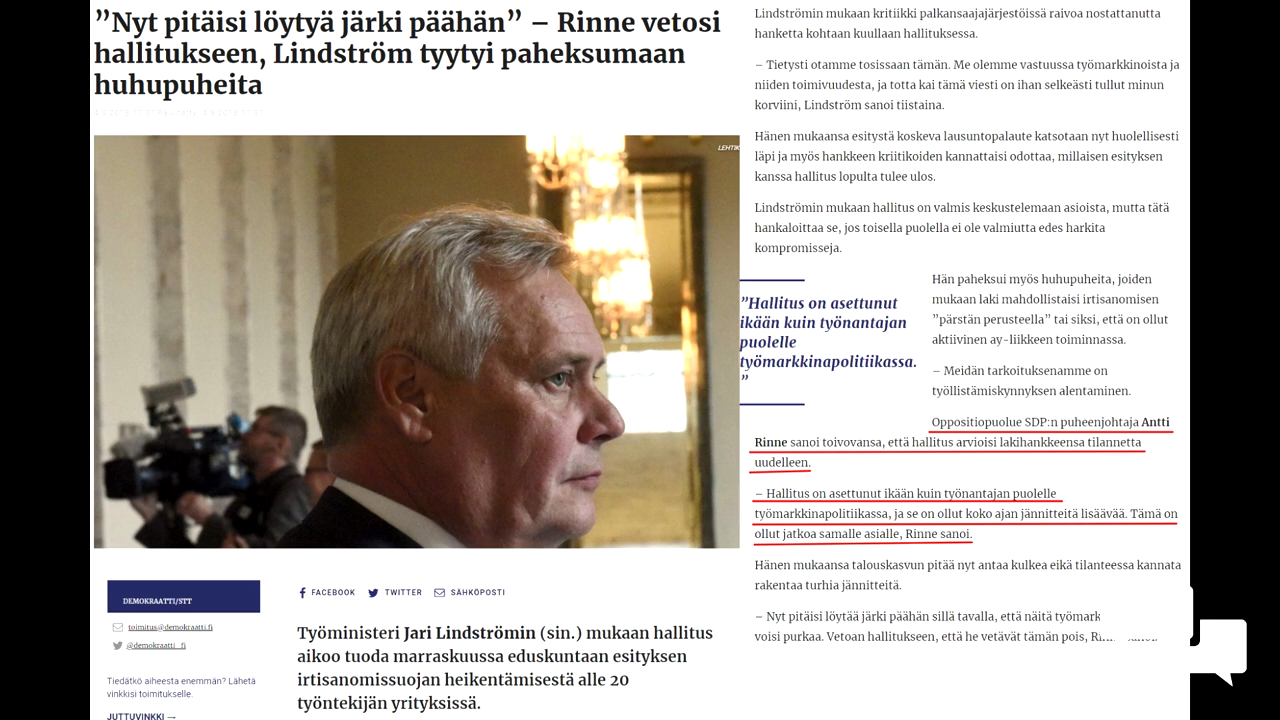 ”Nyt pitäisi löytyä järki päähän” – Rinne vetosi
hallitukseen, Lindström tyytyi paheksumaan
huhupuheita
LEHTIK
DEMOKRAATTI/STT
toimitus@demokraatti.fi
@demokraatti_fi
Tiedätkö aiheesta enemmän? Lähetä
vinkkisi toimitukselle.
JUTTUVINKKI →
FACEBOOK TWITTER SÄHKÖPOSTI
Työministeri Jari Lindströmin (sin.) mukaan hallitus
aikoo tuoda marraskuussa eduskuntaan esityksen
irtisanomissuojan heikentämisestä alle 20
työntekijän yrityksissä.
Lindströmin mukaan kritiikki palkansaajajärjestöissä raivoa nostattanutta
hanketta kohtaan kuullaan hallituksessa.
– Tietysti otamme tosissaan tämän. Me olemme vastuussa työmarkkinoista ja
niiden toimivuudesta, ja totta kai tämä viesti on ihan selkeästi tullut minun
korviini, Lindström sanoi tiistaina.
Hänen mukaansa esitystä koskeva lausuntopalaute katsotaan nyt huolellisesti
läpi ja myös hankkeen kriitikoiden kannattaisi odottaa, millaisen esityksen
kanssa hallitus lopulta tulee ulos.
Lindströmin mukaan hallitus on valmis keskustelemaan asioista, mutta tätä
hankaloittaa se, jos toisella puolella ei ole valmiutta edes harkita
kompromisseja.
”Hallitus on asettunut
ikään kuin työnantajan
puolelle
työmarkkinapolitiikassa.
”
Hän paheksui myös huhupuheita, joiden
mukaan laki mahdollistaisi irtisanomisen
”pärstän perusteella” tai siksi, että on ollut
aktiivinen ay-liikkeen toiminnassa.
– Meidän tarkoituksenamme on
työllistämiskynnyksen alentaminen.
Oppositiopuolue SDP:n puheenjohtaja Antti
Rinne sanoi toivovansa, että hallitus arvioisi lakihankkeensa tilannetta
uudelleen.
– Hallitus on asettunut ikään kuin työnantajan puolelle
työmarkkinapolitiikassa, ja se on ollut koko ajan jännitteitä lisäävää. Tämä on
ollut jatkoa samalle asialle, Rinne sanoi.
Hänen mukaansa talouskasvun pitää nyt antaa kulkea eikä tilanteessa kannata
rakentaa turhia jännitteitä.
– Nyt pitäisi löytää järki päähän sillä tavalla, että näitä työmark
voisi purkaa. Vetoan hallitukseen, että he vetävät tämän pois,